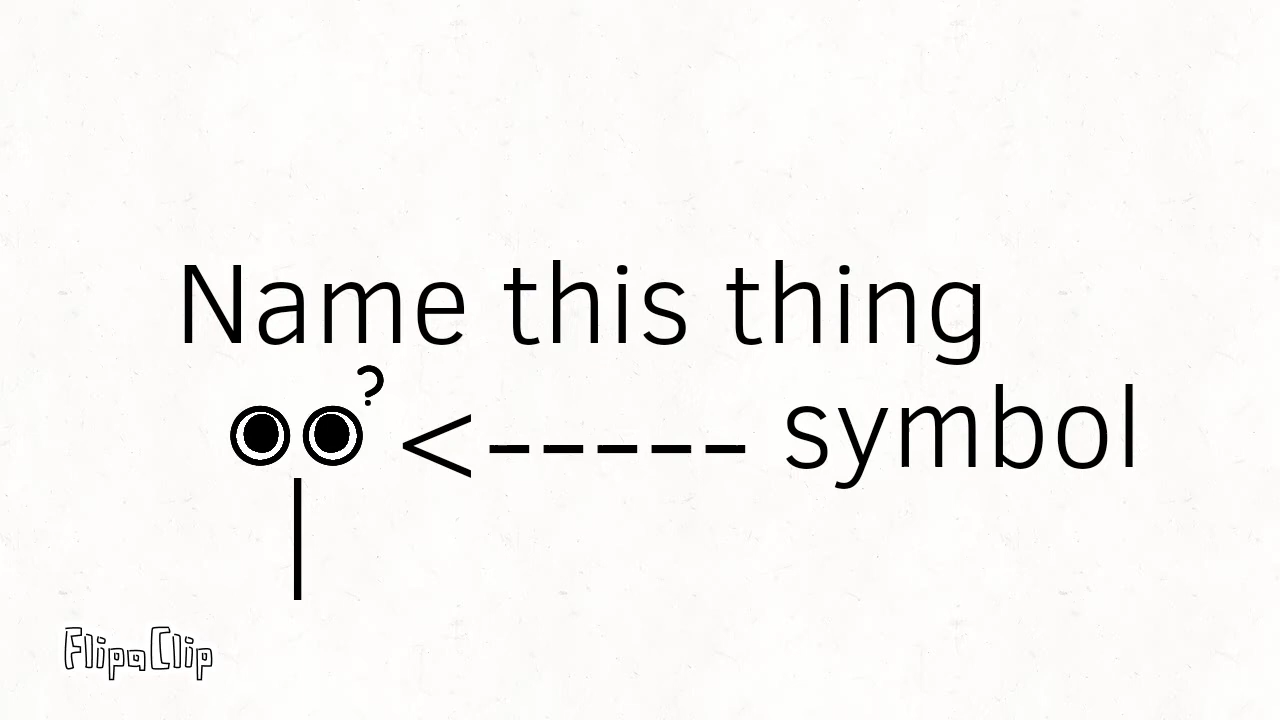 Name this thing
? <----- symbol
|
FlipaClip